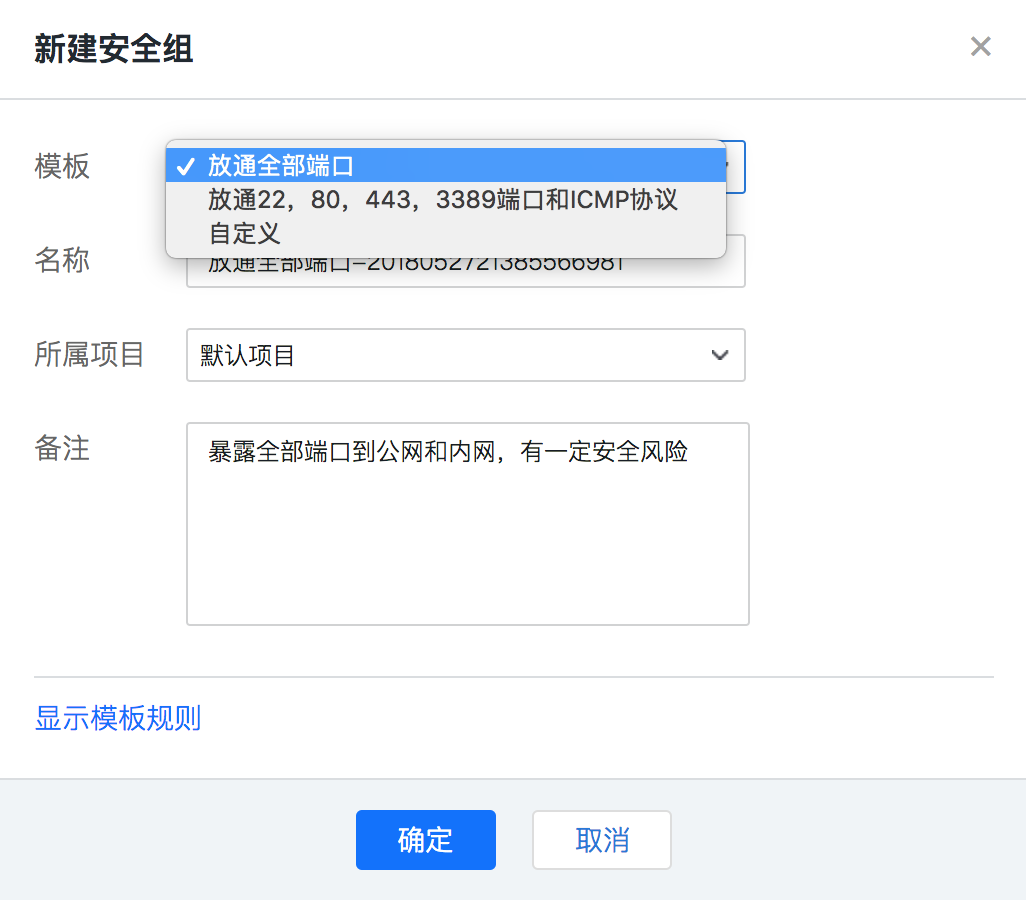 新建安全组
模板
放通全部端口
放通22，80，443，3389端口和ICMP协议
自定义
名称
放通全部端口-2018052721385566981
所属项目
默认项目
备注
暴露全部端口到公网和内网，有一定安全风险
显示模板规则
确定
取消